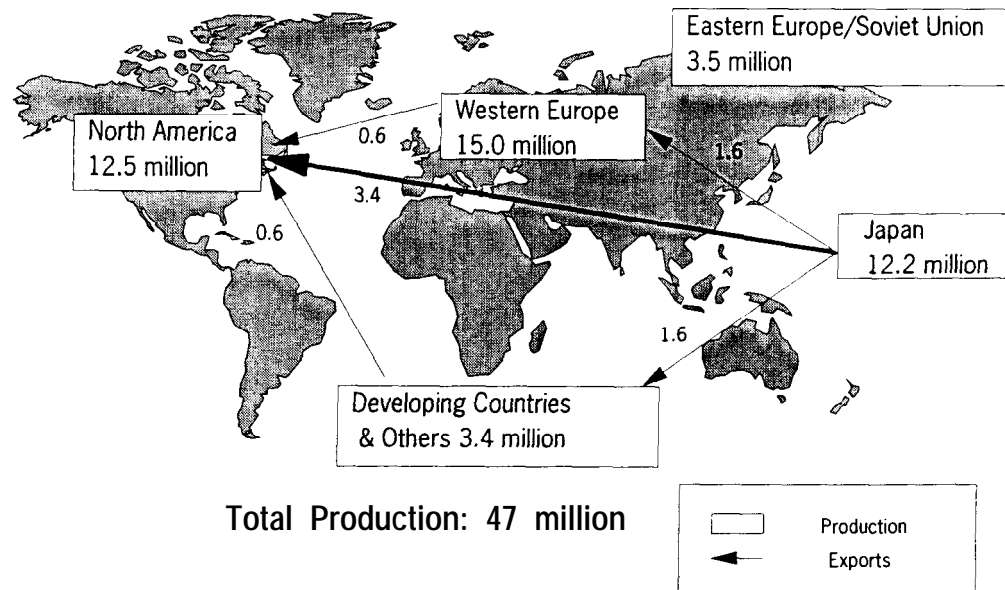 Eastern Europe/Soviet Union
3.5 million
North America
12.5 million
0.6
Western Europe
15.0 million
1.6
3.4
0.6
Japan
12.2 million
1.6
Developing Countries
& Others 3.4 million
Total Production: 47 million
Production
Exports